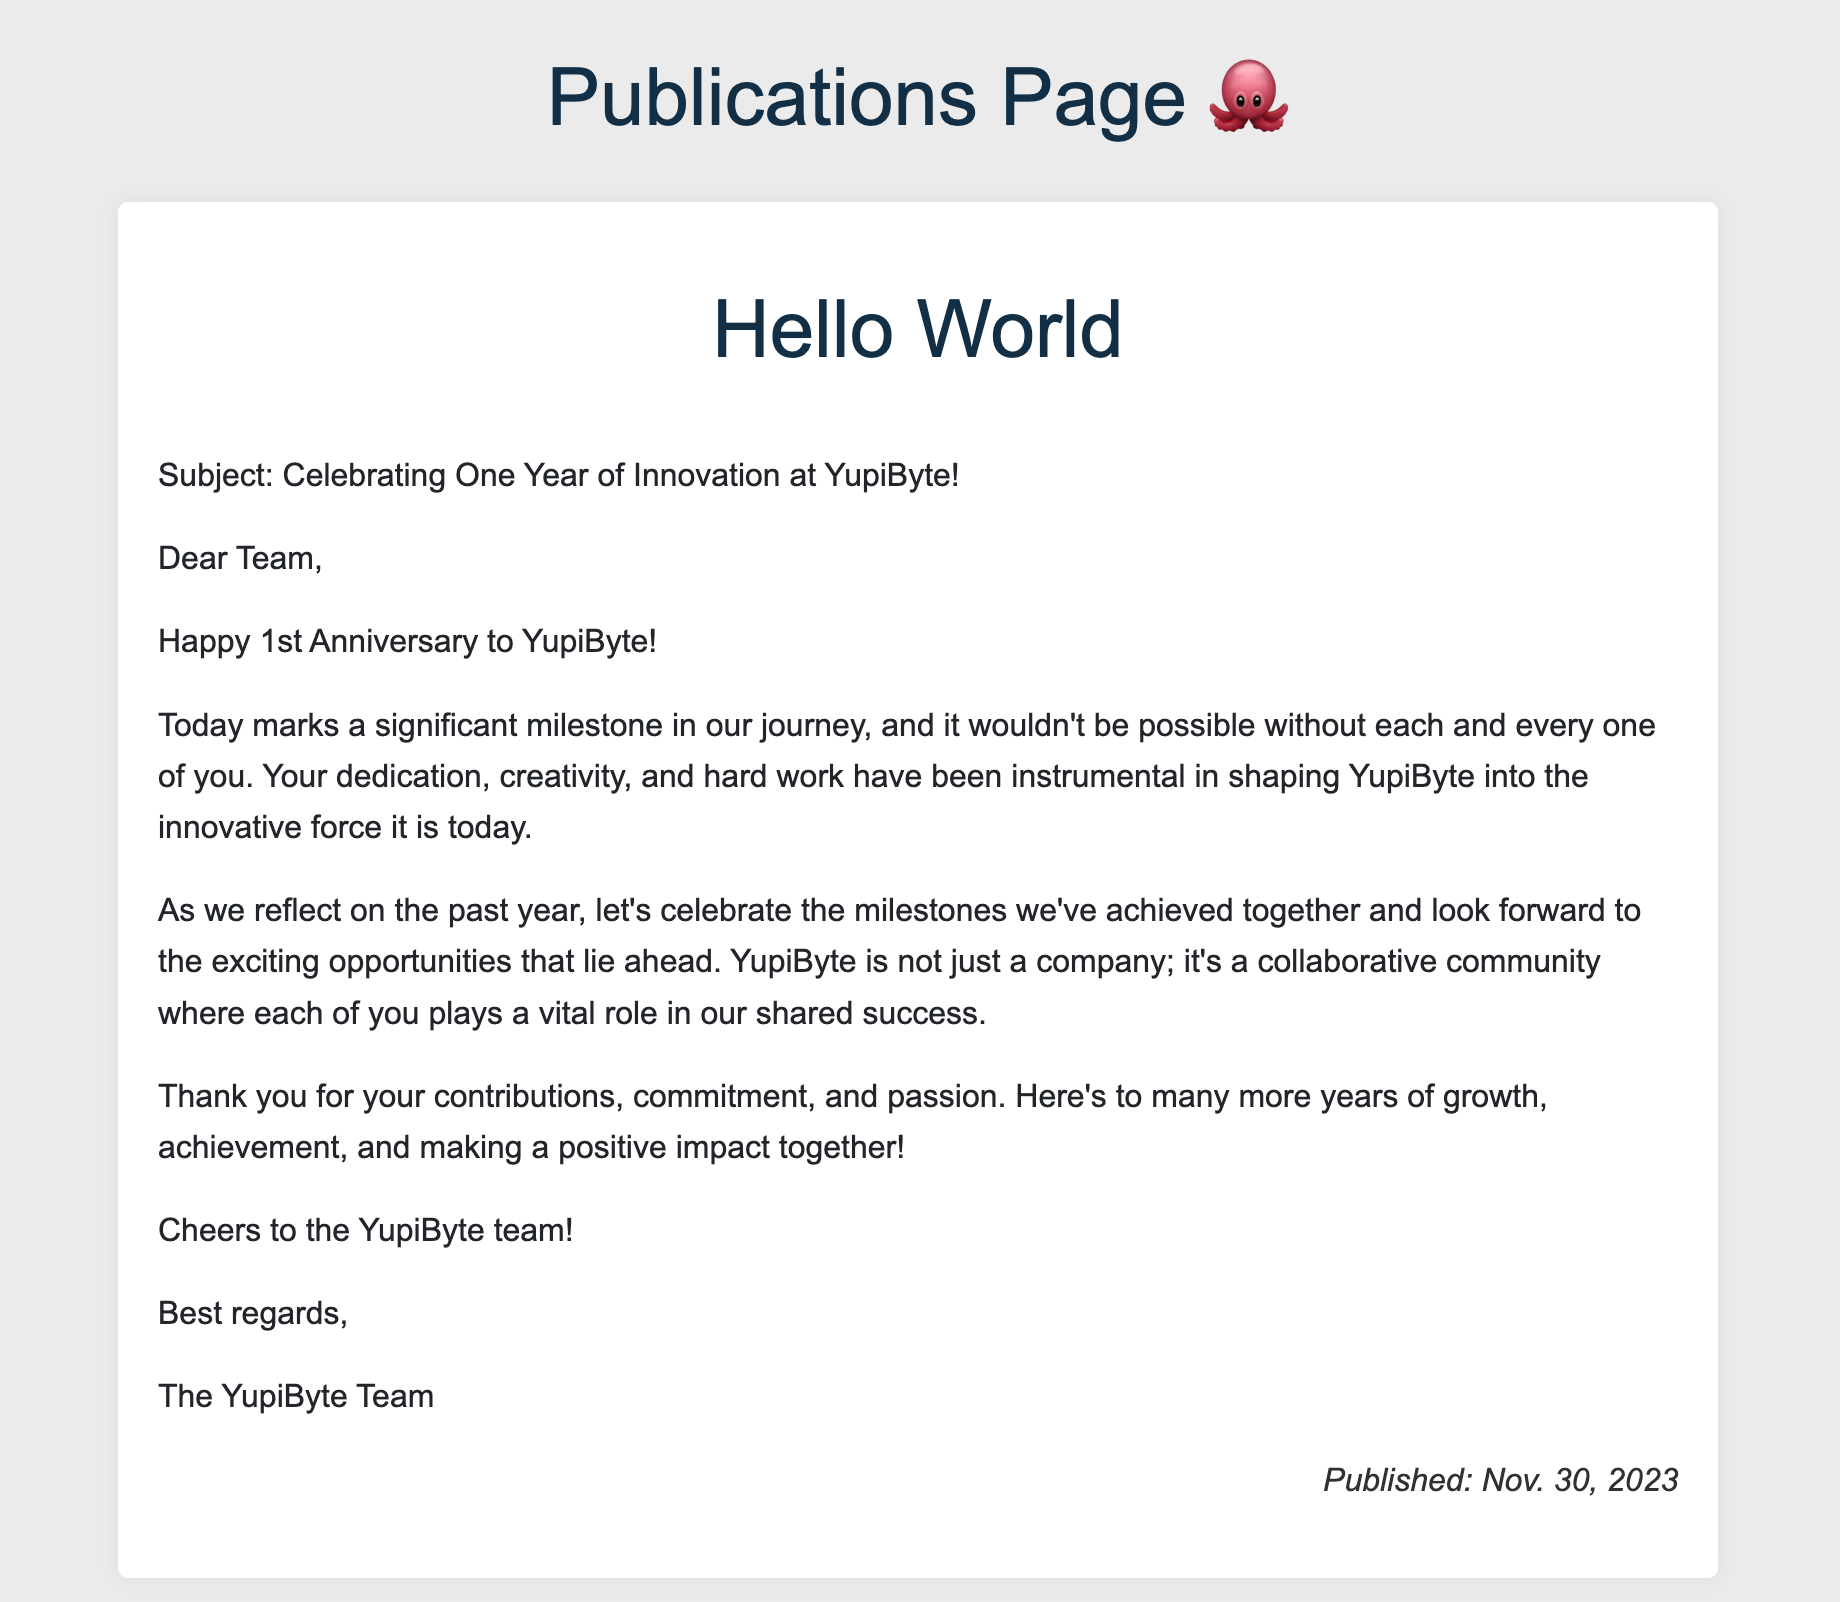 Publications Page 🐙
Hello World
Subject: Celebrating One Year of Innovation at YupiByte!
Dear Team,
Happy 1st Anniversary to YupiByte!
Today marks a significant milestone in our journey, and it wouldn't be possible without each and every one
of you. Your dedication, creativity, and hard work have been instrumental in shaping YupiByte into the
innovative force it is today.
As we reflect on the past year, let's celebrate the milestones we've achieved together and look forward to
the exciting opportunities that lie ahead. YupiByte is not just a company; it's a collaborative community
where each of you plays a vital role in our shared success.
Thank you for your contributions, commitment, and passion. Here's to many more years of growth,
achievement, and making a positive impact together!
Cheers to the YupiByte team!
Best regards,
The YupiByte Team
Published: Nov. 30, 2023